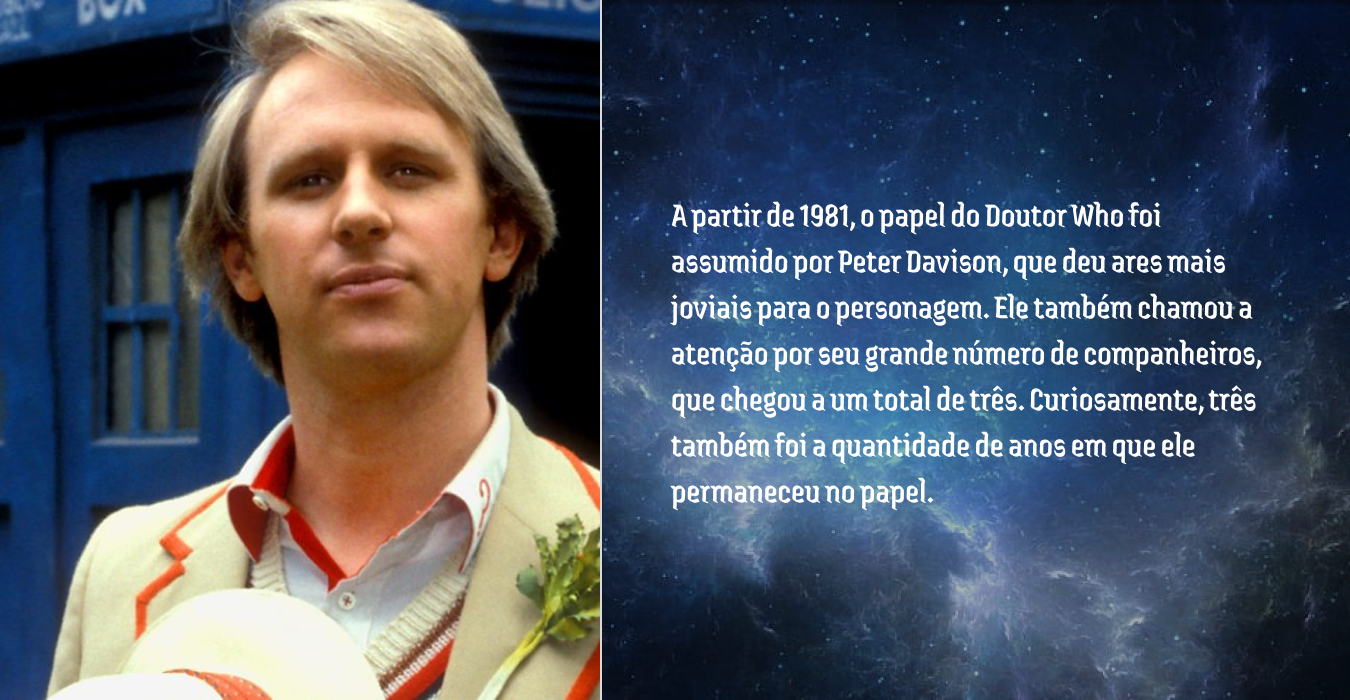 BOX
A partir de 1981, o papel do Doutor Who foi
assumido por Peter Davison, que deu ares mais
joviais para o personagem. Ele também chamou a
atenção por seu grande número de companheiros,
que chegou a um total de três. Curiosamente, três
também foi a quantidade de anos em que ele
permaneceu no papel.